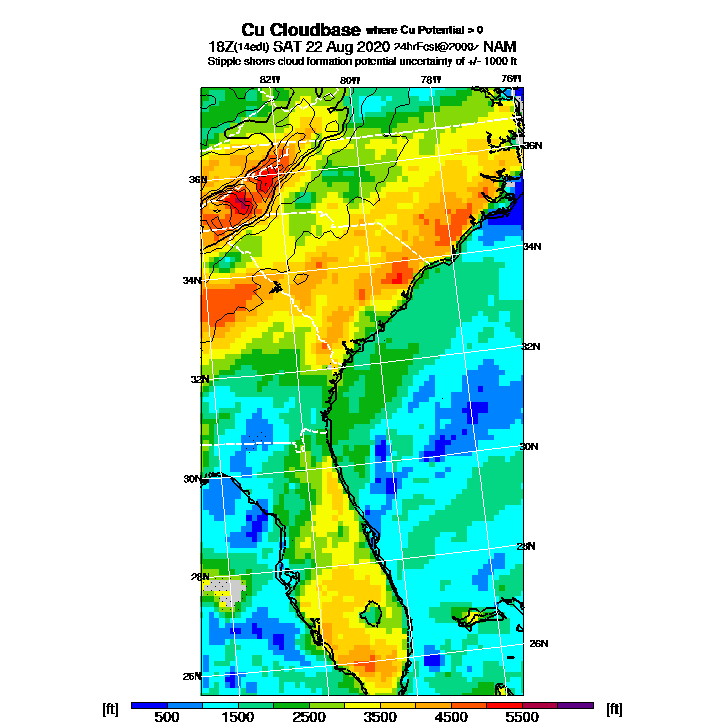 Cu Cloudbase where Cu Potential > 0
18Z(14edt) SAT 22 Aug 2020 24hrFcst@2000z NAM
Stipple shows cloud formation potential uncertainty of +/- 1000 ft
82W 80W 78W 76W
36N
36N
34N
34N
32N
32N
30N
30N
28N
28N
26N
26N
[ft] 500 1500 2500 3500 4500 5500 [ft]